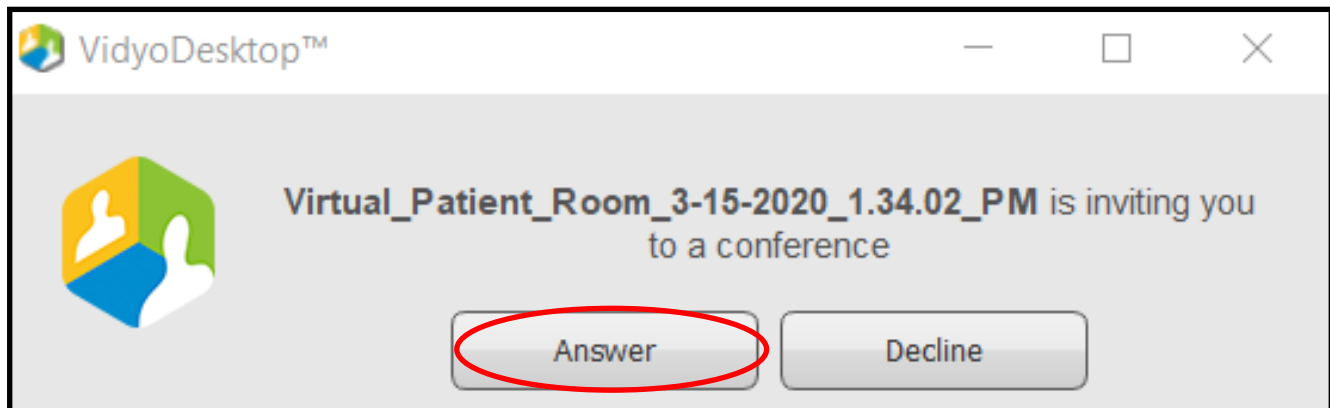 VidyoDesktop™
Virtual_Patient_Room_3-15-2020_1.34.02_PM is inviting you
to a conference
Answer
Decline